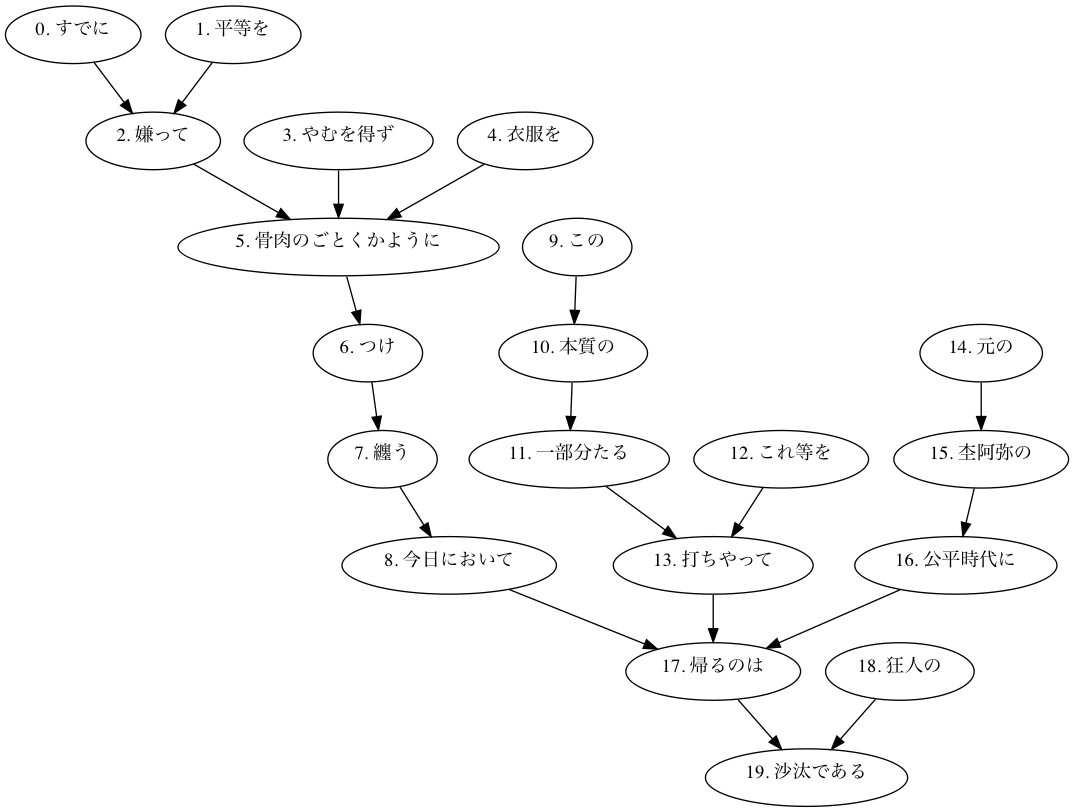 0. すでに
1. 平等を
2. 嫌って
3. やむを得ず
4. 衣服を
5. 骨肉のごとくかように
9. この
6. つけ
10. 本質の
14. 元の
7. 纏う
11. 一部分たる
12. これ等を
15. 杢阿弥の
8. 今日において
13. 打ちやって
16. 公平時代に
17. 帰るのは
18. 狂人の
19. 沙汰である